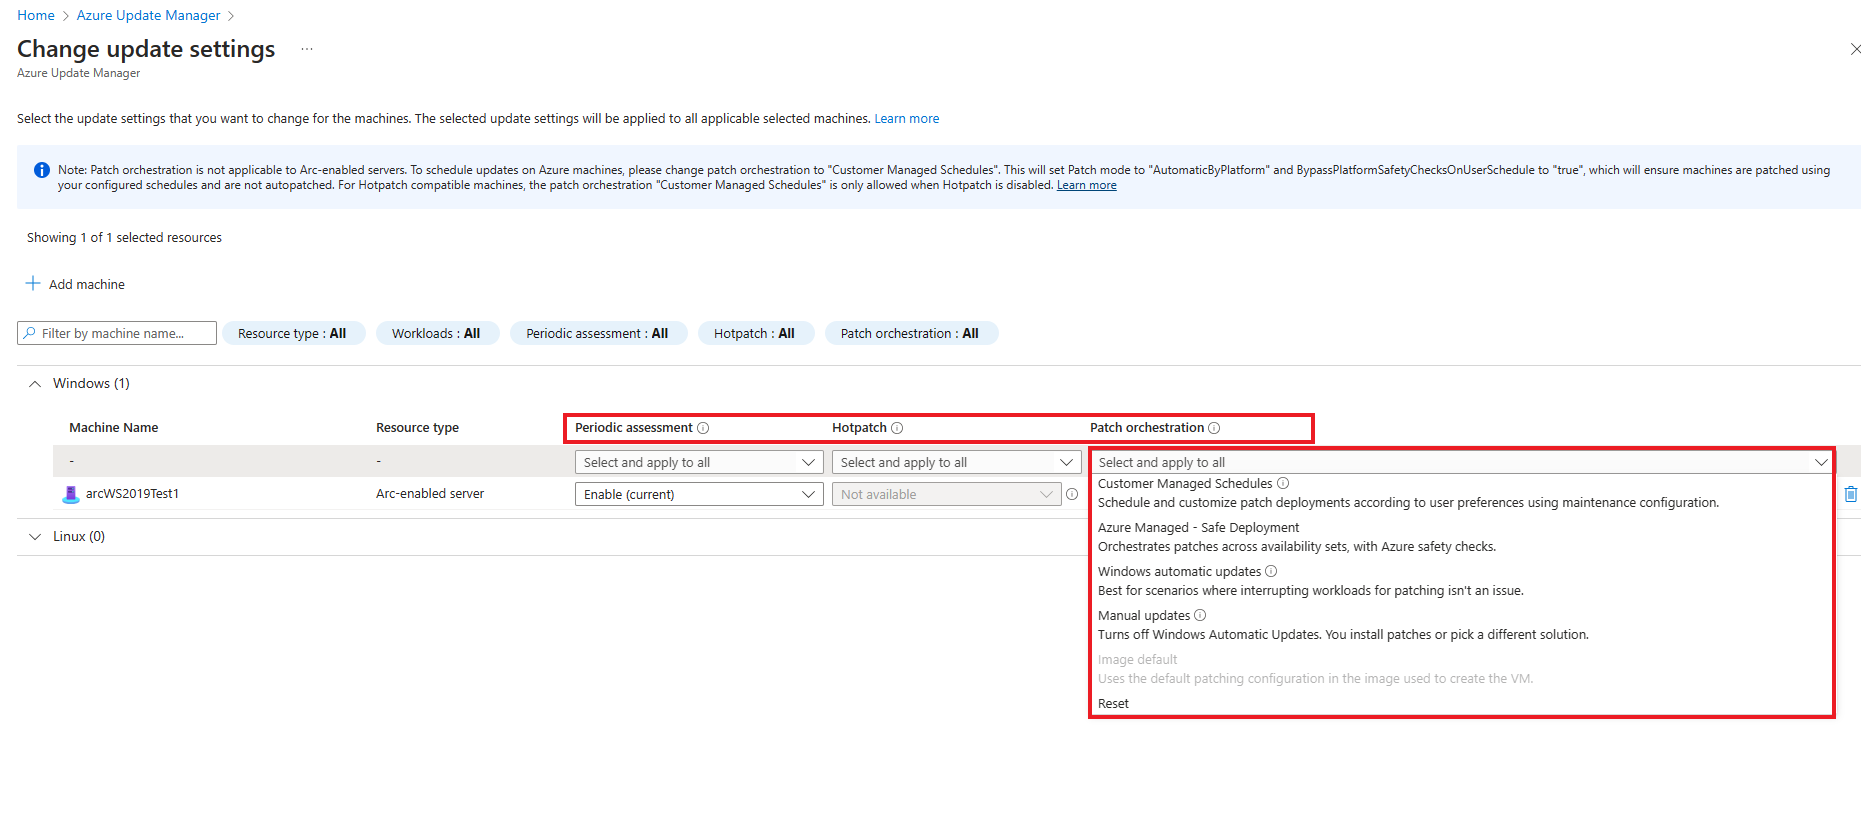 Home > Azure Update Manager >
Change update settings ...
Azure Update Manager
Select the update settings that you want to change for the machines. The selected update settings will be applied to all applicable selected machines. Learn more
Note: Patch orchestration is not applicable to Arc-enabled servers. To schedule updates on Azure machines, please change patch orchestration to "Customer Managed Schedules". This will set Patch mode to "AutomaticByPlatform" and BypassPlatformSafetyChecksOnUserSchedule to "true", which will ensure machines are patched using
your configured schedules and are not autopatched. For Hotpatch compatible machines, the patch orchestration "Customer Managed Schedules" is only allowed when Hotpatch is disabled. Learn more
Showing 1 of 1 selected resources
Add machine
Filter by machine name... Resource type : All Workloads : All Periodic assessment : All Hotpatch : All Patch orchestration : All
Windows (1)
Machine Name Resource type Periodic assessment Hotpatch Patch orchestration
- - Select and apply to all Select and apply to all Select and apply to all
arcWS2019Test1 Arc-enabled server Enable (current) Not available
Customer Managed Schedules
Schedule and customize patch deployments according to user preferences using maintenance configuration.
Azure Managed - Safe Deployment
Orchestrates patches across availability sets, with Azure safety checks.
Windows automatic updates
Best for scenarios where interrupting workloads for patching isn't an issue.
Manual updates
Turns off Windows Automatic Updates. You install patches or pick a different solution.
Image default
Uses the default patching configuration in the image used to create the VM.
Reset
Linux (0)